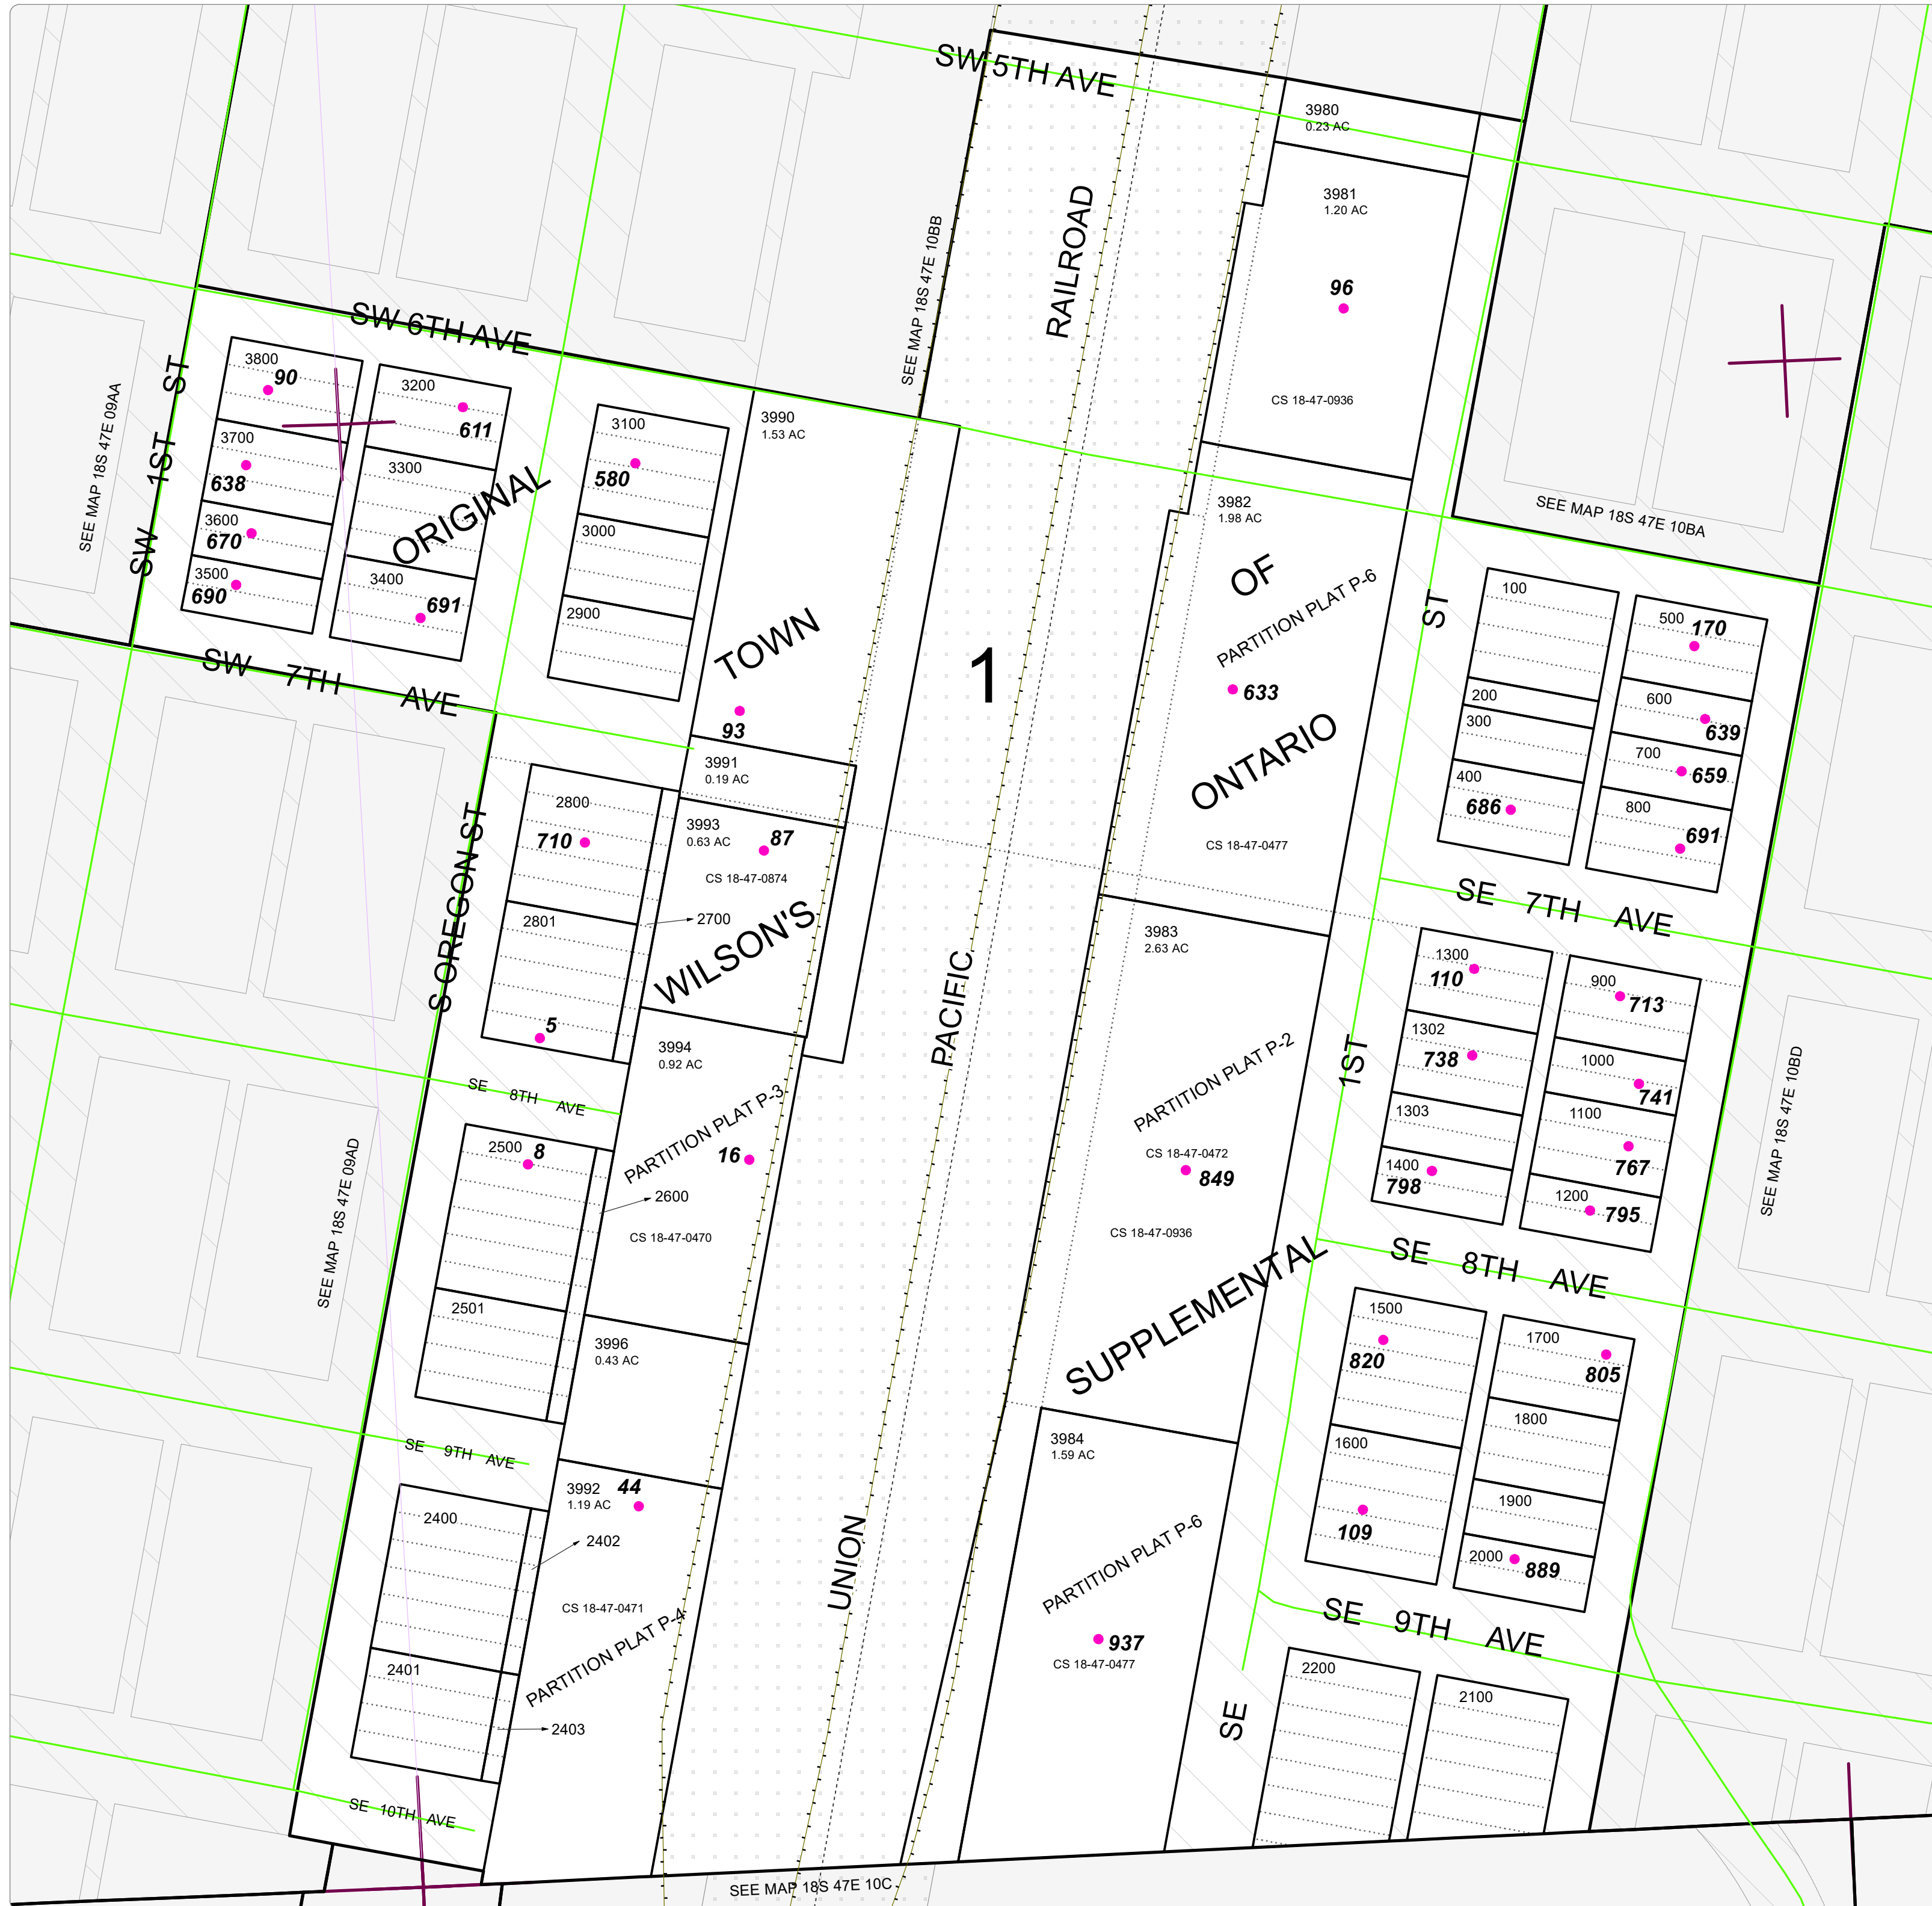 SW 5TH AVE
3980
0.23 AC
3981
1.20 AC
96
CS 18-47-0936
RAILROAD
SEE MAP 18S 47E 10BB
SW 6TH AVE
SW 1ST ST
SEE MAP 18S 47E 09AA
3800
90
3700
638
3600
670
3500
690
3200
611
3300
3400
691
ORIGINAL
3100
580
3000
2900
3990
1.53 AC
TOWN
93
1
3982
1.98 AC
OF
PARTITION PLAT P-6
633
ONTARIO
CS 18-47-0477
SEE MAP 18S 47E 10BA
100
200
300
400
686
500
170
600
639
700
659
800
691
SW 7TH AVE
3991
0.19 AC
3993
0.63 AC
87
CS 18-47-0874
2700
WILSON'S
S OREGON ST
2800
710
2801
5
SE 7TH AVE
3983
2.63 AC
PARTITION PLAT P-2
CS 18-47-0472
849
CS 18-47-0936
SUPPLEMENTAL
PACIFIC
SE 1ST ST
1300
110
1302
738
1303
1400
798
900
713
1000
741
1100
767
1200
795
SEE MAP 18S 47E 10BD
3994
0.92 AC
PARTITION PLAT P-3
16
2600
CS 18-47-0470
SE 8TH AVE
SEE MAP 18S 47E 09AD
2500
8
2501
SE 8TH AVE
1500
820
1600
109
1700
805
1800
1900
2000
889
3996
0.43 AC
SE 9TH AVE
3992
1.19 AC
44
2400
2402
CS 18-47-0471
PARTITION PLAT P-4
2401
2403
UNION
3984
1.59 AC
PARTITION PLAT P-6
937
CS 18-47-0477
SE 9TH AVE
2200
2100
SE 10TH AVE
SEE MAP 18S 47E 10C